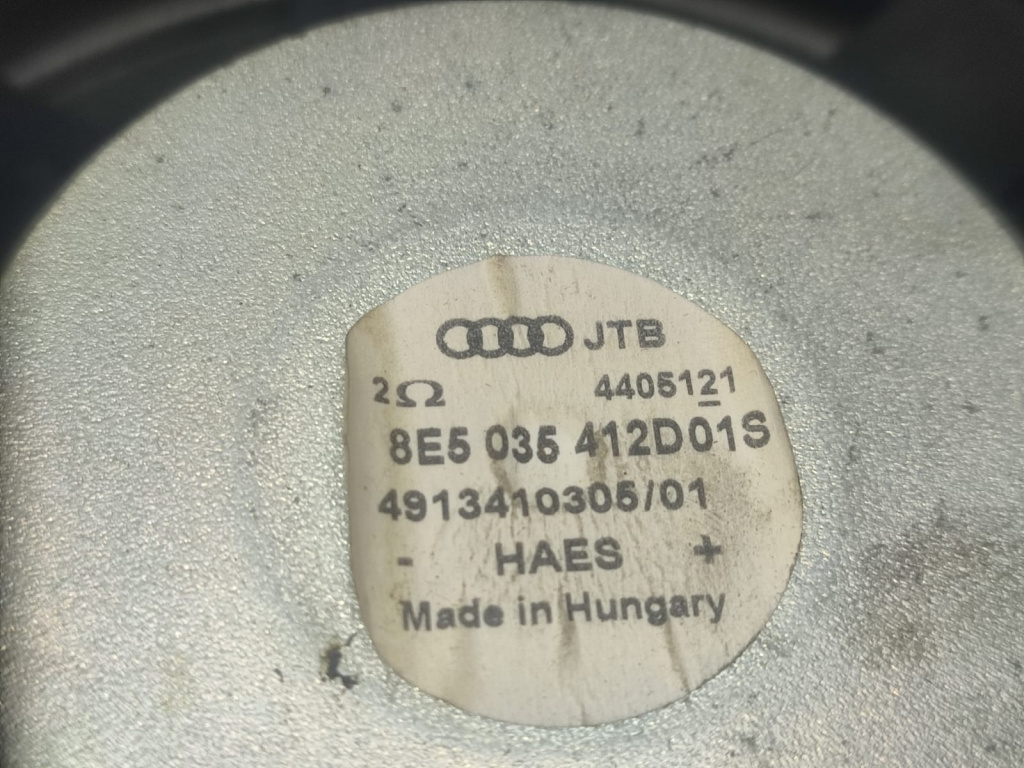 JTB
2Ω 4405121
8E5 035 412D01S
4913410305/01
- HAES +
Made in Hungary